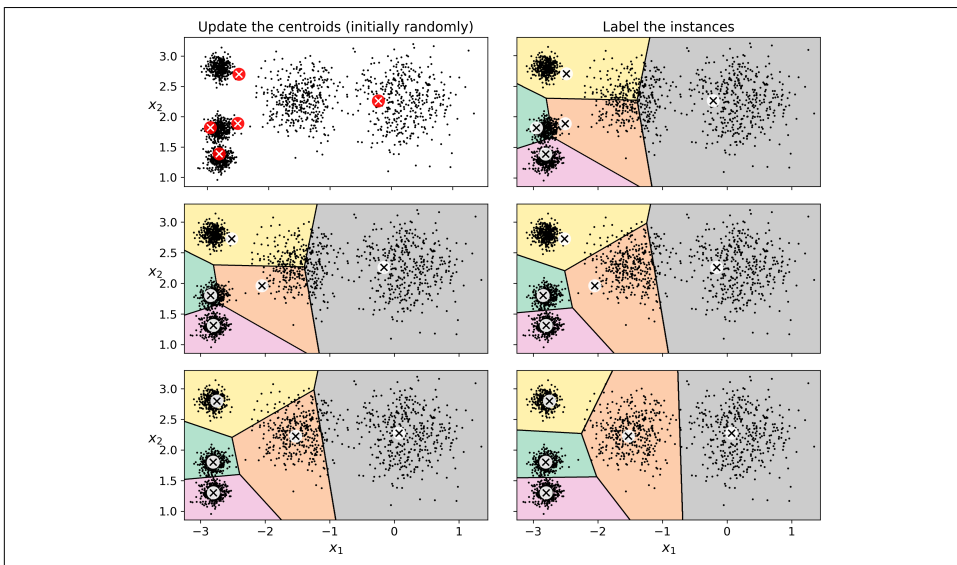 Update the centroids (initially randomly)
Label the instances
3.0
2.5
x₂
2.0
1.5
1.0
3.0
2.5
x₂
2.0
1.5
1.0
3.0
2.5
x₂
2.0
1.5
1.0
−3 −2 −1 0 1
−3 −2 −1 0 1
x₁
x₁